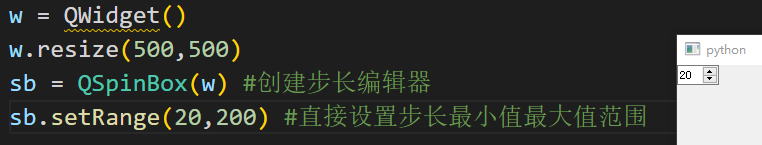 w = QWidget()
w.resize(500,500)
sb = QSpinBox(w) #创建步长编辑器
sb.setRange(20,200) #直接设置步长最小值最大值范围
python
20